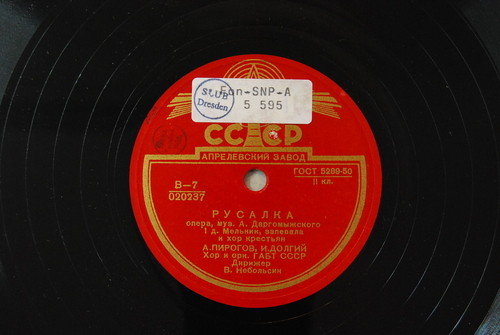 Fon-SNP-A
SLUB
Dresden
5 595
СССР
АПРЕЛЕВСКИЙ ЗАВОД
ГОСТ 5289-50
II кл.
В—7
020237
РУСАЛКА
опера, муз. А. Даргомыжского
1 д. Мельник, запевала
и хор крестьян
А. ПИРОГОВ, И. ДОЛГИЙ
Хор и орк. ГАБТ СССР
Дирижер
В. Небольсин